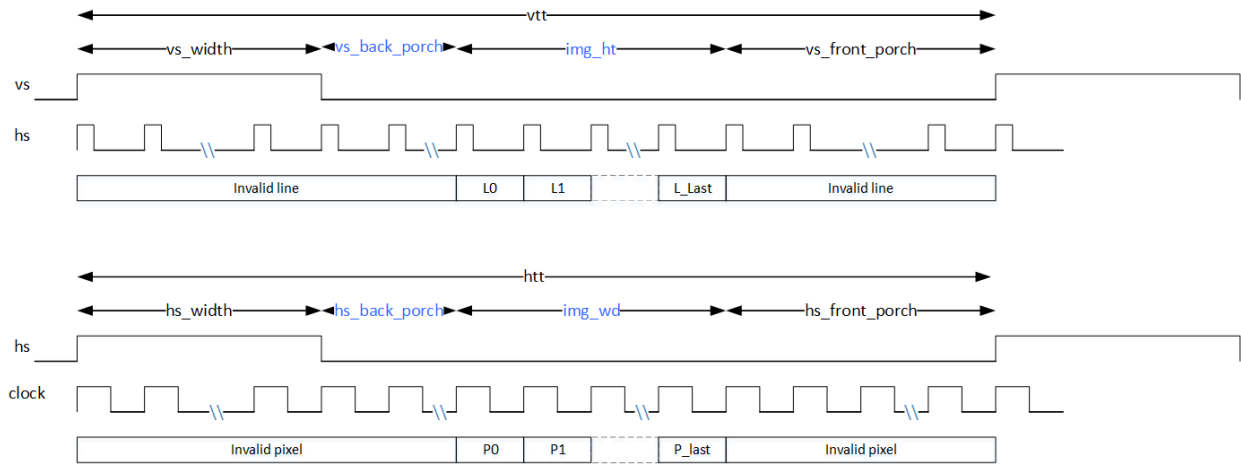 vtt
vs_width vs_back_porch img_ht vs_front_porch
vs
hs
Invalid line L0 L1 L_Last Invalid line
htt
hs_width hs_back_porch img_wd hs_front_porch
hs
clock
Invalid pixel P0 P1 P_last Invalid pixel